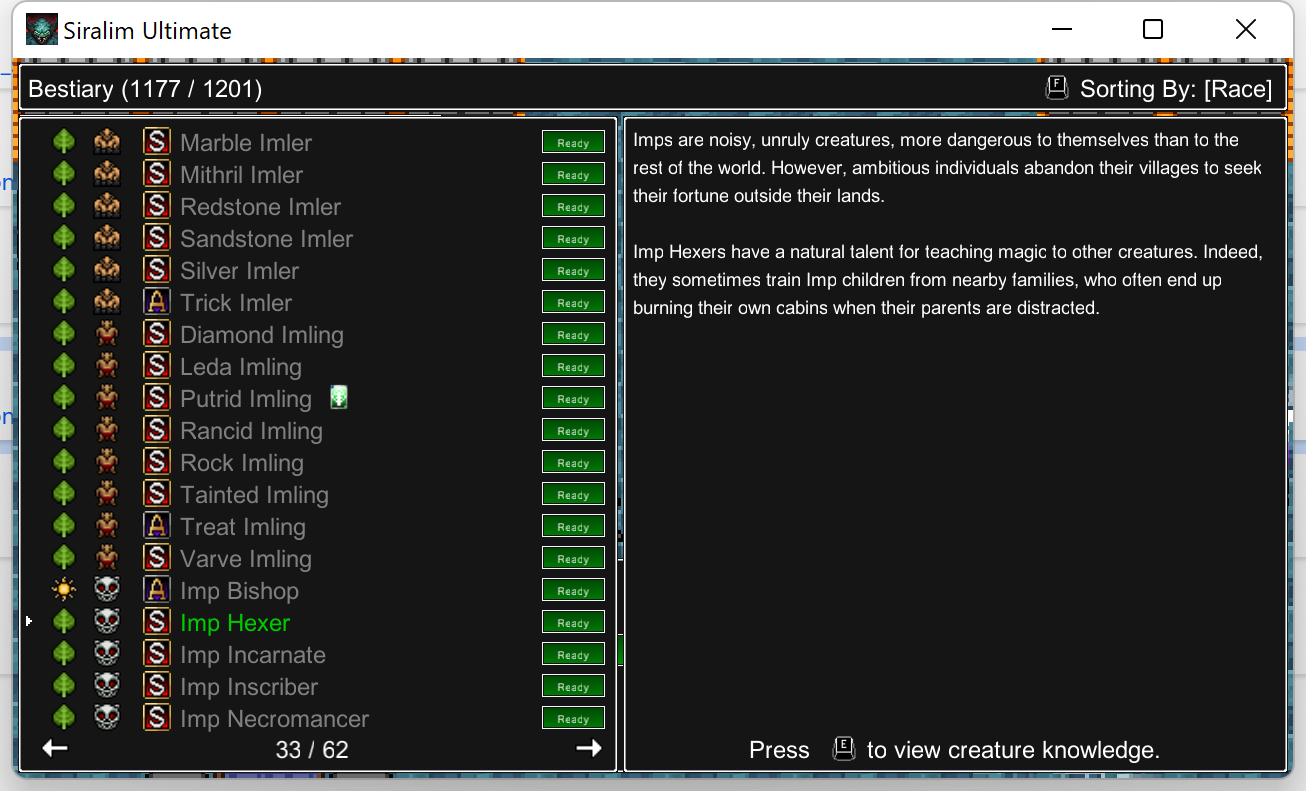 Siralim Ultimate
Bestiary (1177 / 1201)
F Sorting By: [Race]
S Marble Imler Ready
S Mithril Imler Ready
S Redstone Imler Ready
S Sandstone Imler Ready
S Silver Imler Ready
A Trick Imler Ready
S Diamond Imling Ready
S Leda Imling Ready
S Putrid Imling Ready
S Rancid Imling Ready
S Rock Imling Ready
S Tainted Imling Ready
A Treat Imling Ready
S Varve Imling Ready
A Imp Bishop Ready
S Imp Hexer Ready
S Imp Incarnate Ready
S Imp Inscriber Ready
S Imp Necromancer Ready
33 / 62
Imps are noisy, unruly creatures, more dangerous to themselves than to the
rest of the world. However, ambitious individuals abandon their villages to seek
their fortune outside their lands.
Imp Hexers have a natural talent for teaching magic to other creatures. Indeed,
they sometimes train Imp children from nearby families, who often end up
burning their own cabins when their parents are distracted.
Press E to view creature knowledge.